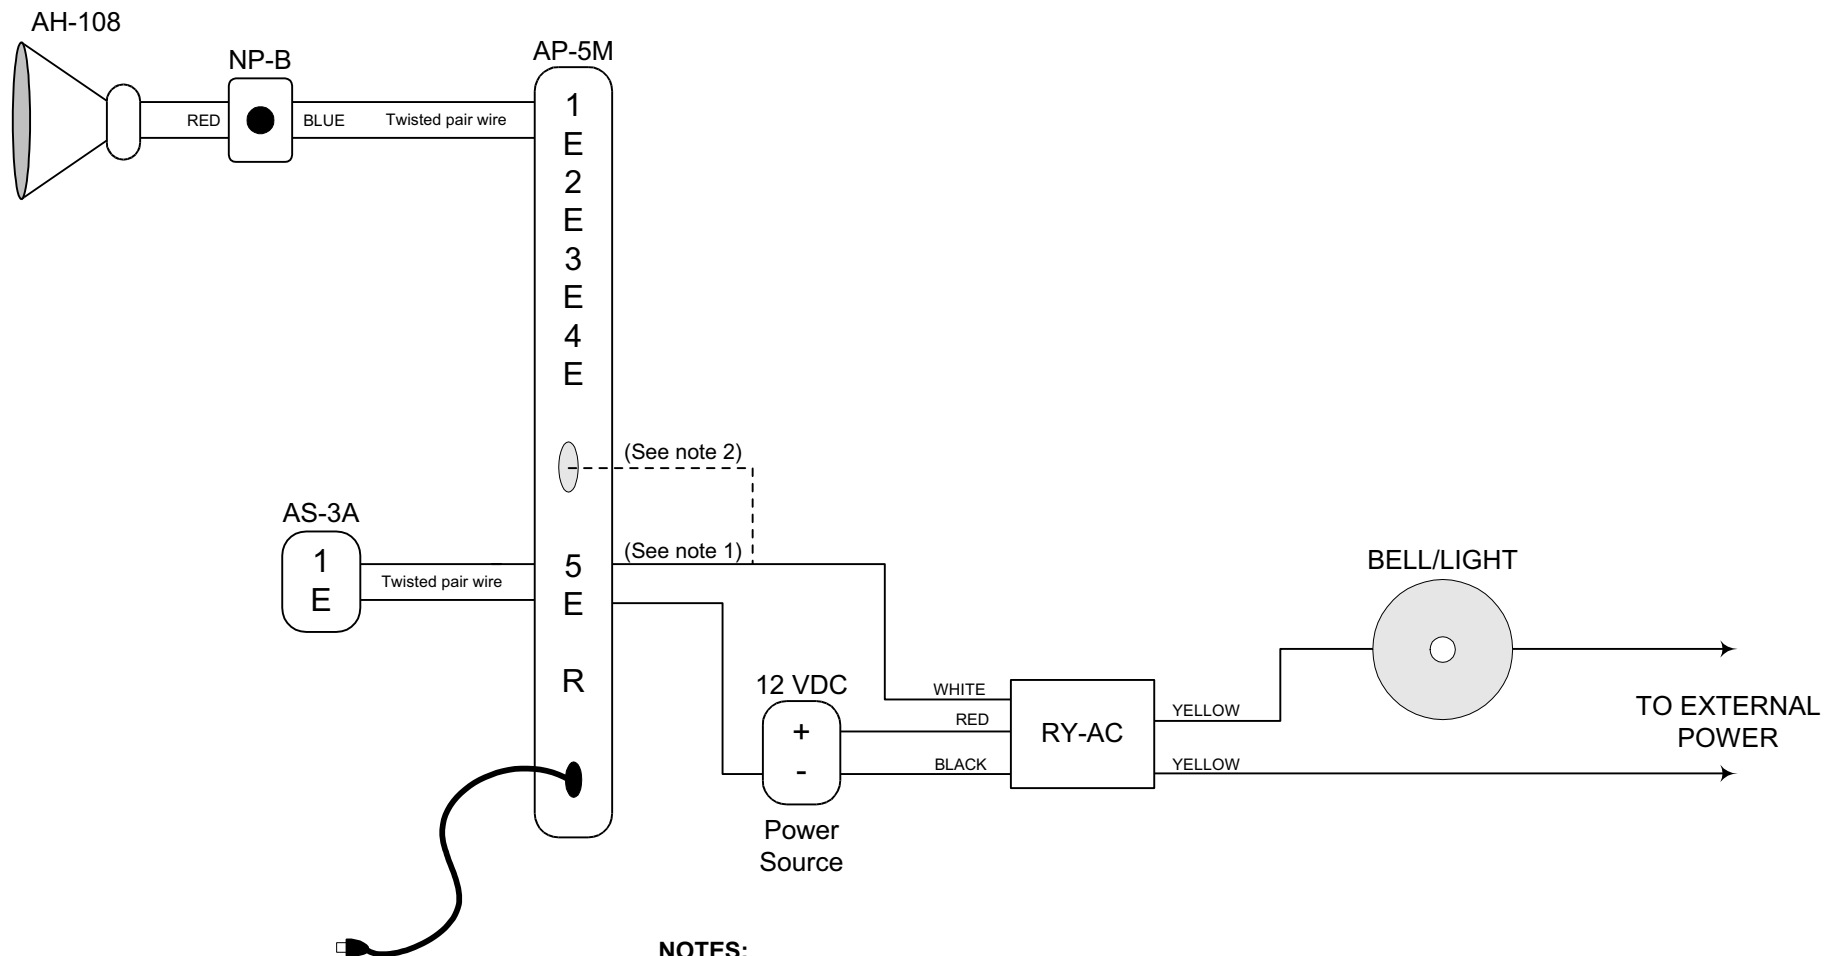 AH-108
NP-B
AP-5M
RED
BLUE
Twisted pair wire
1
E
2
E
3
E
4
E
(See note 2)
AS-3A
1
E
Twisted pair wire
(See note 1)
5
E
R
BELL/LIGHT
12 VDC
+
-
Power
Source
WHITE
RED
BLACK
RY-AC
YELLOW
YELLOW
TO EXTERNAL
POWER
NOTES: